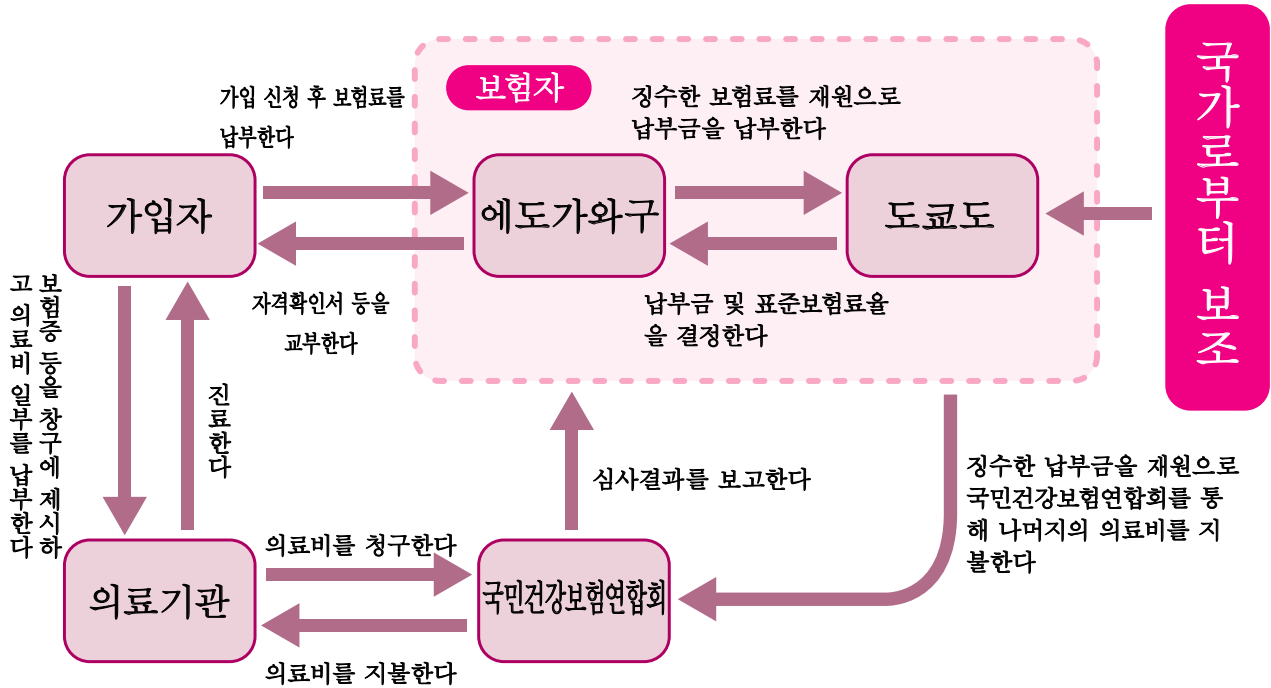 가입 신청 후 보험료를
납부한다
보험자
징수한 보험료를 재원으로
납부금을 납부한다
국가로부터 보조
가입자
에도가와구
도쿄도
자격확인서 등을
교부한다
납부금 및 표준보험료율
을 결정한다
보험증 등을 창구에 제시하
고 의료비 일부를 납부한다
진료한다
심사결과를 보고한다
징수한 납부금을 재원으로
국민건강보험연합회를 통
해 나머지의 의료비를 지
불한다
의료비를 청구한다
의료기관
국민건강보험연합회
의료비를 지불한다